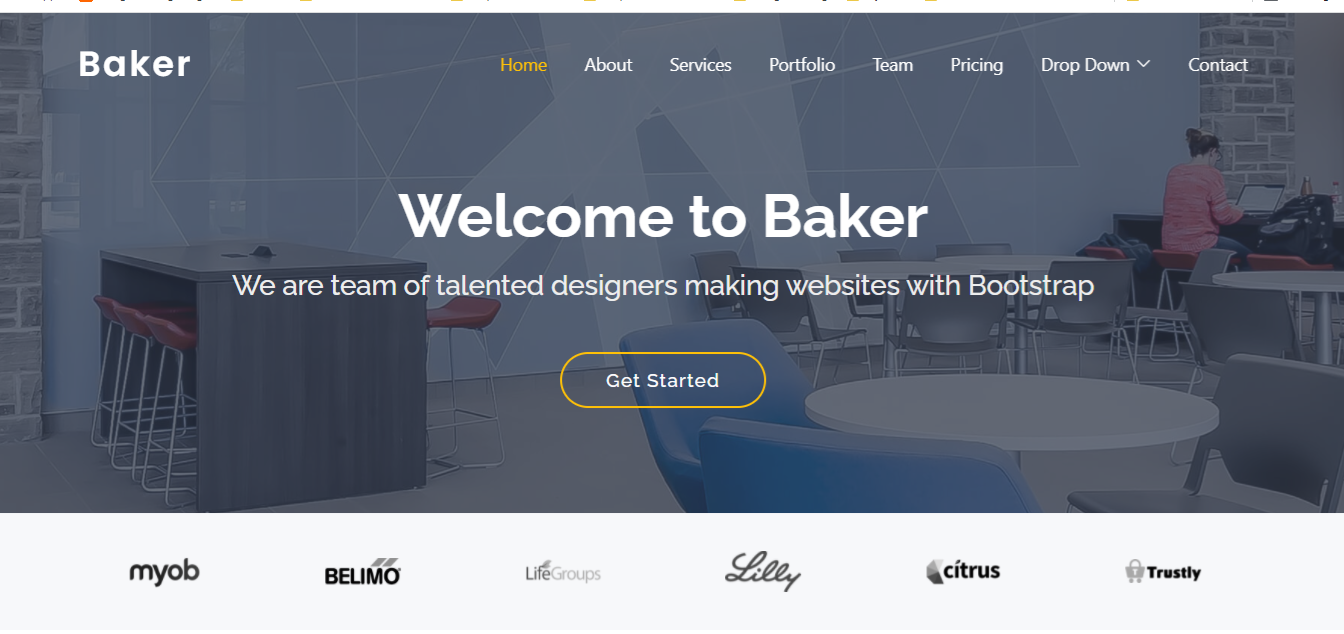 Baker
Home About Services Portfolio Team Pricing Drop Down Contact
Welcome to Baker
We are team of talented designers making websites with Bootstrap
Get Started
myob BELIMO LifeGroups Lilly cítrus Trustly